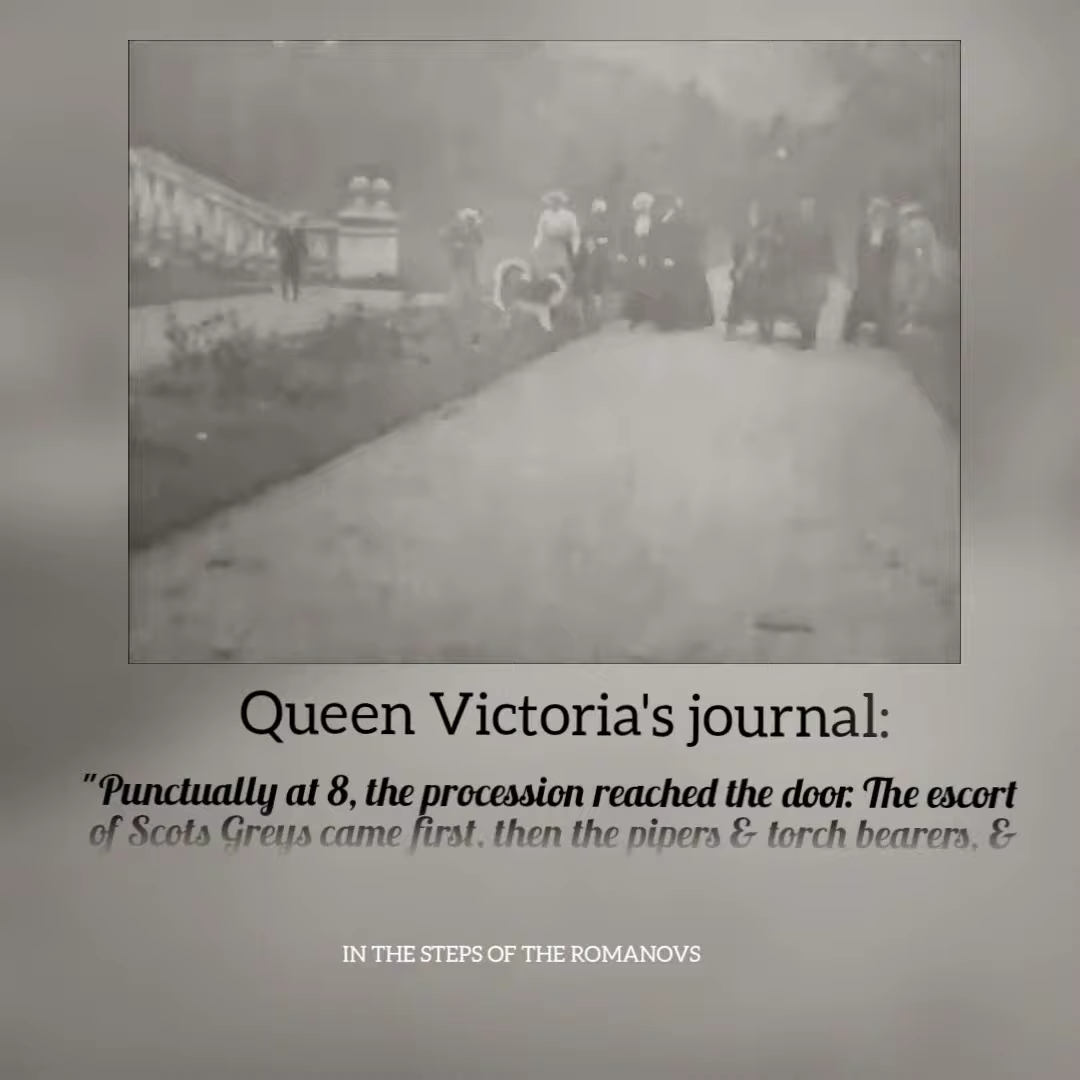 Queen Victoria's journal:
"Punctually at 8, the procession reached the door. The escort
of Scots Greys came first, then the pipers & torch bearers, &
IN THE STEPS OF THE ROMANOVS